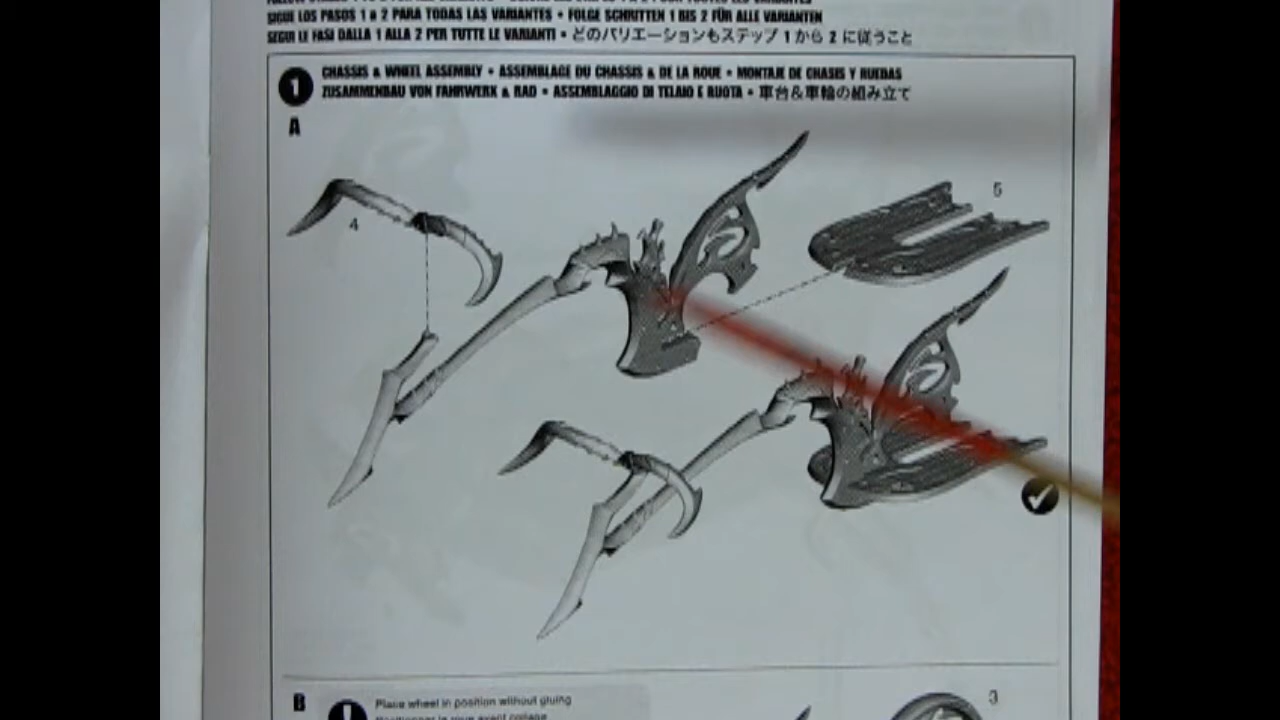 SIGUE LOS PASOS 1 a 2 PARA TODAS LAS VARIANTES • FOLGE SCHRITTEN 1 BIS 2 FÜR ALLE VARIANTEN
SEGUI LE FASI DALLA 1 ALLA 2 PER TUTTE LE VARIANTI • どのバリエーションもステップ 1 から 2 に従うこと
1 CHASSIS & WHEEL ASSEMBLY • ASSEMBLAGE DU CHASSIS & DE LA ROUE • MONTAJE DE CHASIS Y RUEDAS
ZUSAMMENBAU VON FAHRWERK & RAD • ASSEMBLAGGIO DI TELAIO E RUOTA • 車台&車輪の組み立て
A
4
5
B
! Place wheel in position without gluing
3